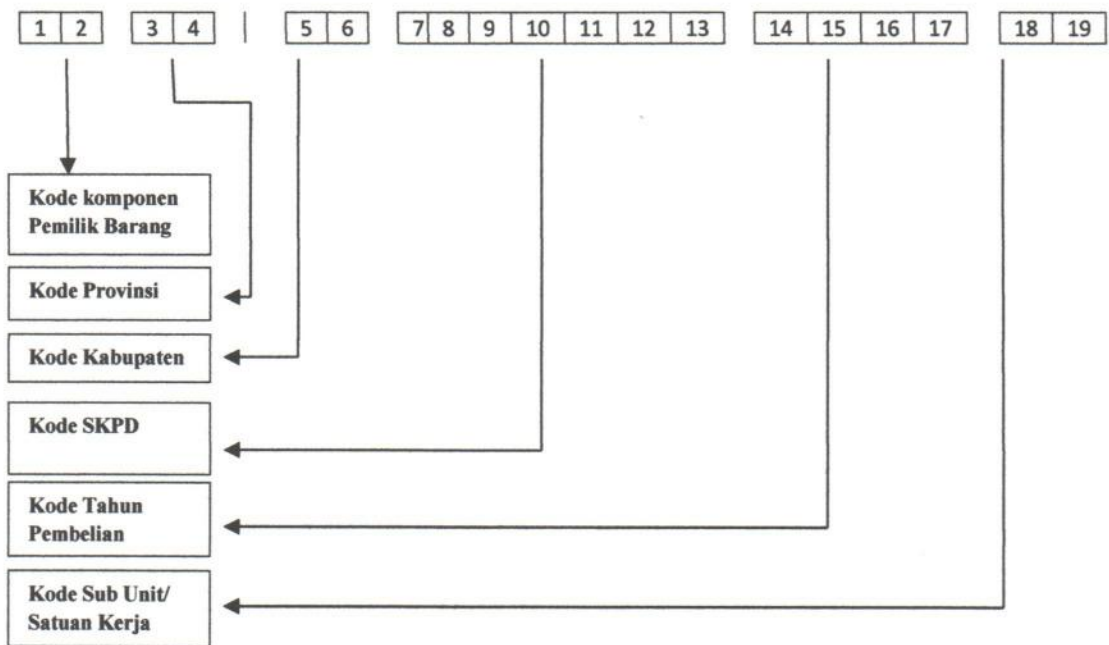 1 2 3 4 5 6 7 8 9 10 11 12 13 14 15 16 17 18 19
Kode komponen
Pemilik Barang
Kode Provinsi
Kode Kabupaten
Kode SKPD
Kode Tahun
Pembelian
Kode Sub Unit/
Satuan Kerja